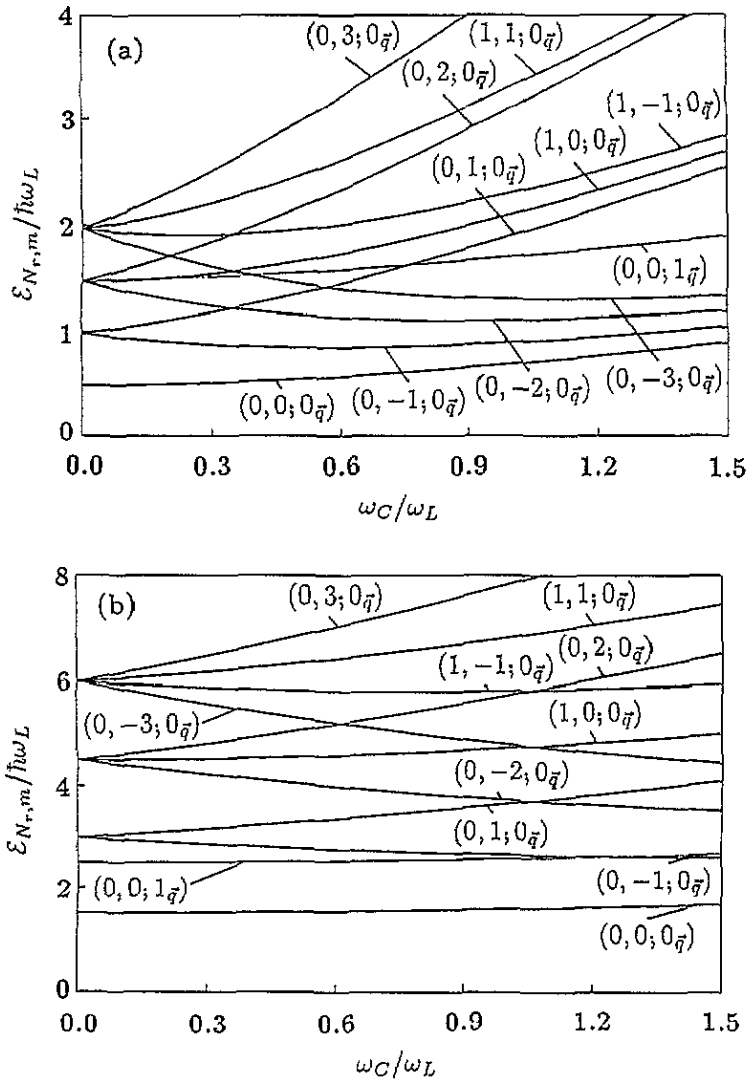 (a)
(0, 3; 0_q⃗)
(1, 1; 0_q⃗)
(0, 2; 0_q⃗)
(1, −1; 0_q⃗)
(1, 0; 0_q⃗)
(0, 1; 0_q⃗)
(0, 0; 1_q⃗)
(0, 0; 0_q⃗)
(0, −1; 0_q⃗)
(0, −2; 0_q⃗)
(0, −3; 0_q⃗)
4
3
2
1
0
ℰ_{N_r,m}/ℏω_L
0.0 0.3 0.6 0.9 1.2 1.5
ω_C/ω_L
(b)
(0, 3; 0_q⃗)
(1, 1; 0_q⃗)
(0, 2; 0_q⃗)
(1, −1; 0_q⃗)
(0, −3; 0_q⃗)
(1, 0; 0_q⃗)
(0, −2; 0_q⃗)
(0, 1; 0_q⃗)
(0, 0; 1_q⃗)
(0, −1; 0_q⃗)
(0, 0; 0_q⃗)
8
6
4
2
0
ℰ_{N_r,m}/ℏω_L
0.0 0.3 0.6 0.9 1.2 1.5
ω_C/ω_L